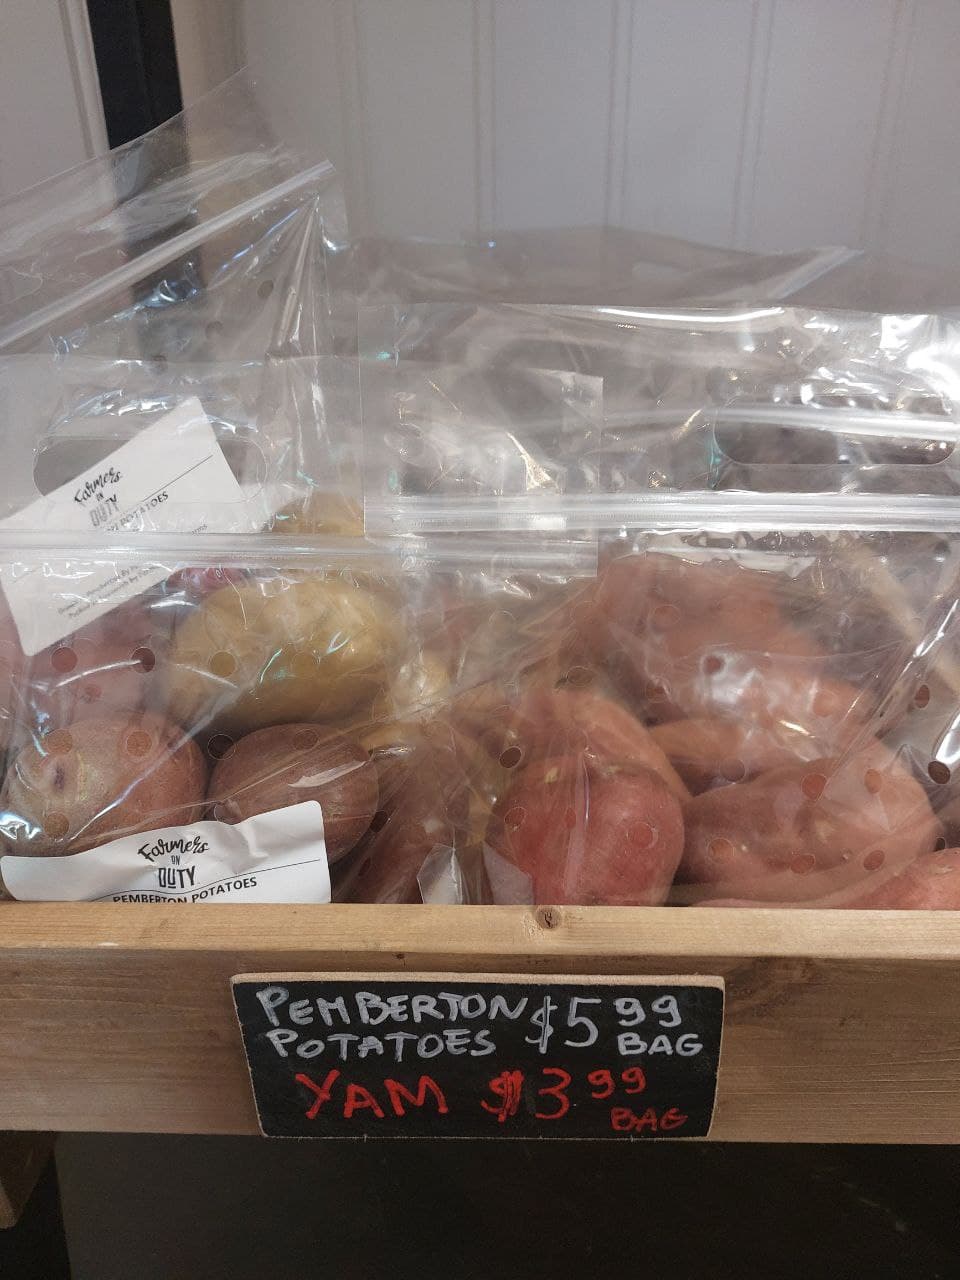 Farmers
ON
DUTY
POTATOES
Farmers
ON
DUTY
PEMBERTON POTATOES
PEMBERTON $5 99
POTATOES BAG
YAM $3 99
BAG